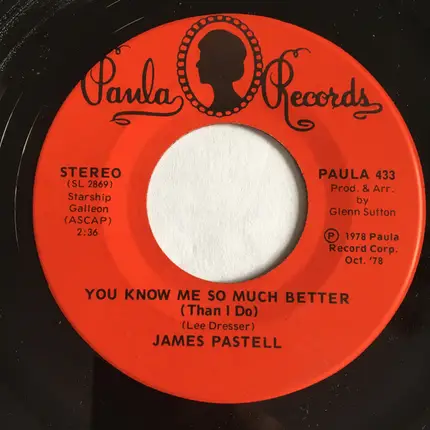 Paula Records
STEREO
(SL 2869)
Starship
Galleon
(ASCAP)
2:36
PAULA 433
Prod. & Arr.
by
Glenn Sutton
Ⓟ 1978 Paula
Record Corp.
Oct. '78
YOU KNOW ME SO MUCH BETTER
(Than I Do)
(Lee Dresser)
JAMES PASTELL